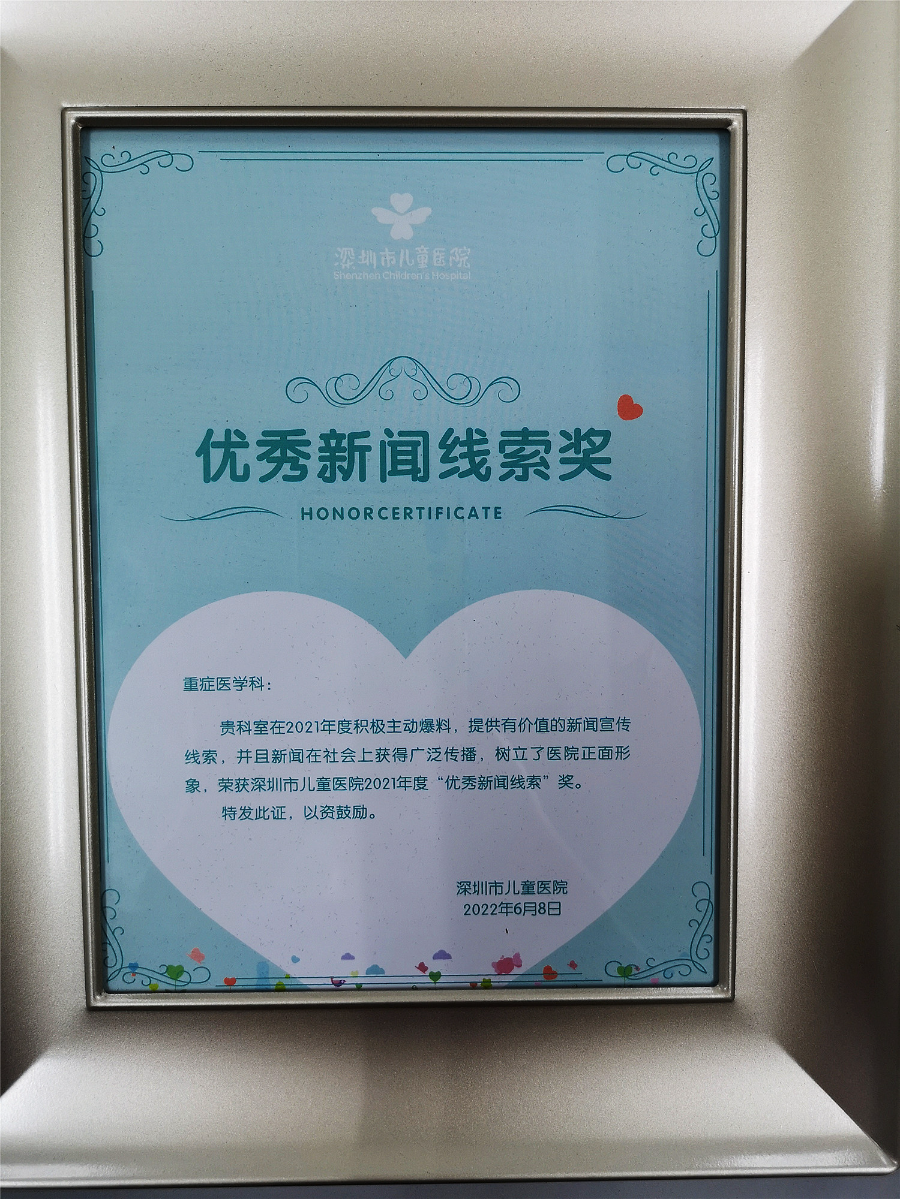 深圳市儿童医院
Shenzhen Children's Hospital
优秀新闻线索奖
HONORCERTIFICATE
重症医学科：
贵科室在2021年度积极主动爆料，提供有价值的新闻宣传
线索，并且新闻在社会上获得广泛传播，树立了医院正面形
象，荣获深圳市儿童医院2021年度“优秀新闻线索”奖。
特发此证，以资鼓励。
深圳市儿童医院
2022年6月8日